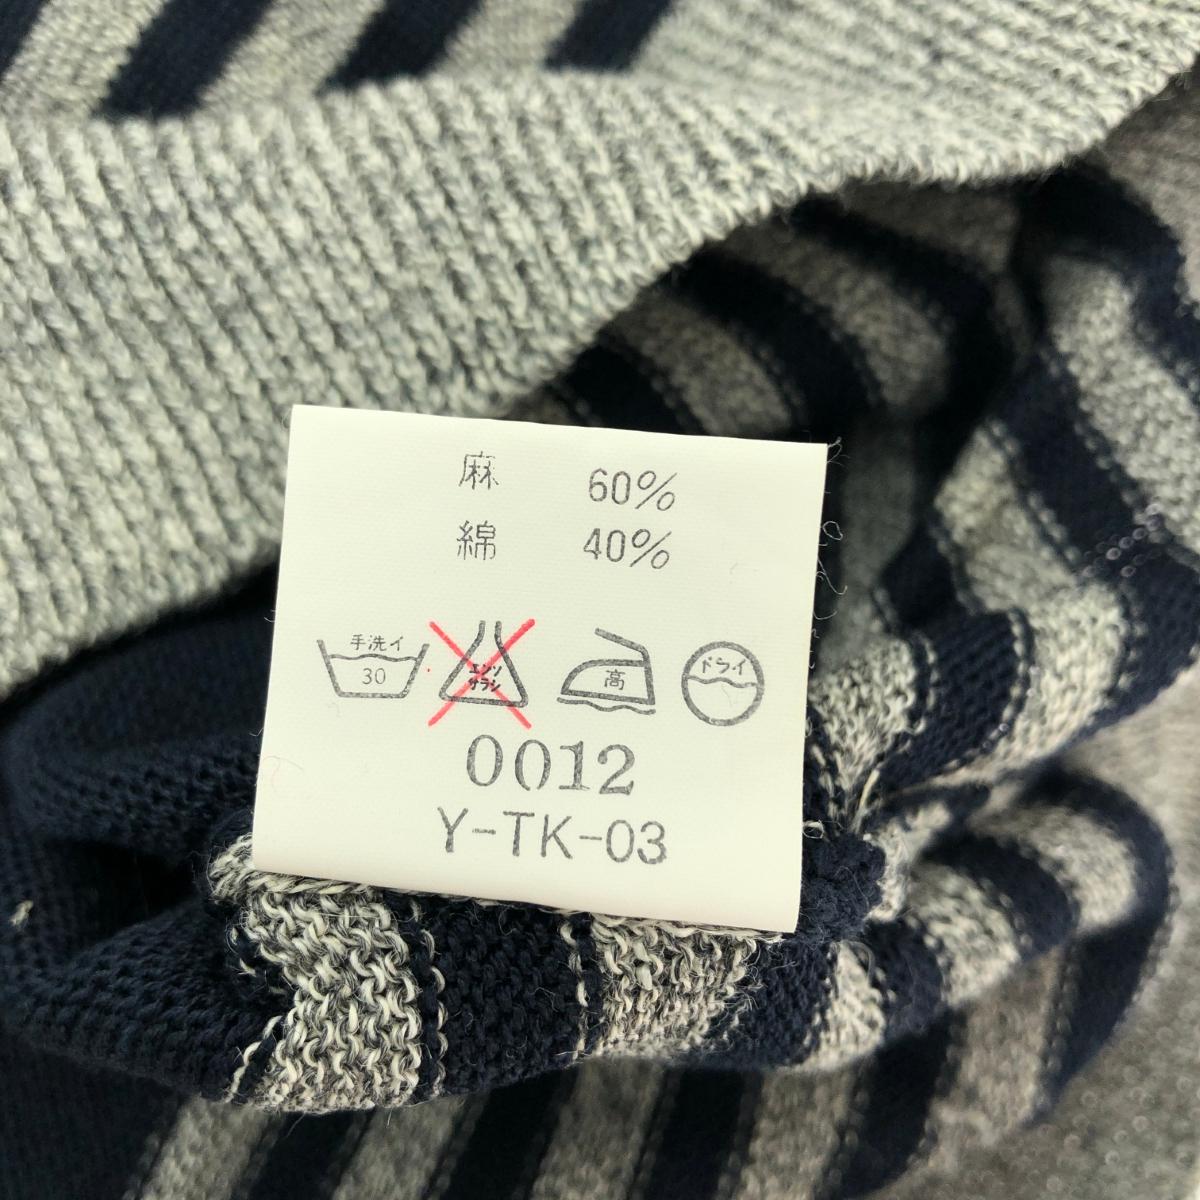 麻 60%
綿 40%
手洗イ
30
エンソ
サラシ
高
ドライ
0012
Y-TK-03